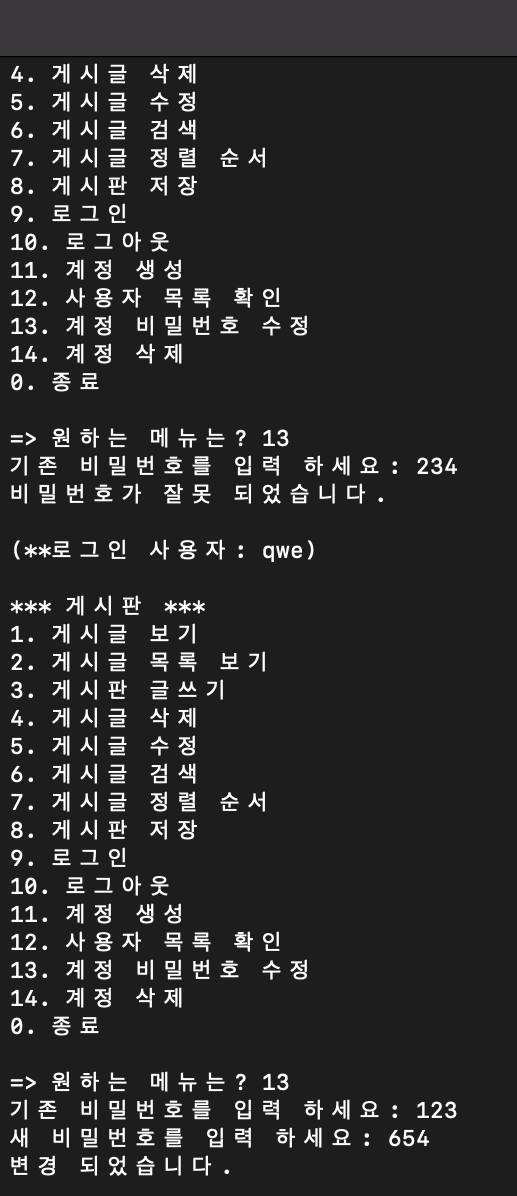 4. 게시글 삭제
5. 게시글 수정
6. 게시글 검색
7. 게시글 정렬 순서
8. 게시판 저장
9. 로그인
10. 로그아웃
11. 계정 생성
12. 사용자 목록 확인
13. 계정 비밀번호 수정
14. 계정 삭제
0. 종료
=> 원하는 메뉴는? 13
기존 비밀번호를 입력 하세요: 234
비밀번호가 잘못 되었습니다.
(**로그인 사용자: qwe)
*** 게시판 ***
1. 게시글 보기
2. 게시글 목록 보기
3. 게시판 글쓰기
4. 게시글 삭제
5. 게시글 수정
6. 게시글 검색
7. 게시글 정렬 순서
8. 게시판 저장
9. 로그인
10. 로그아웃
11. 계정 생성
12. 사용자 목록 확인
13. 계정 비밀번호 수정
14. 계정 삭제
0. 종료
=> 원하는 메뉴는? 13
기존 비밀번호를 입력 하세요: 123
새 비밀번호를 입력 하세요: 654
변경 되었습니다.